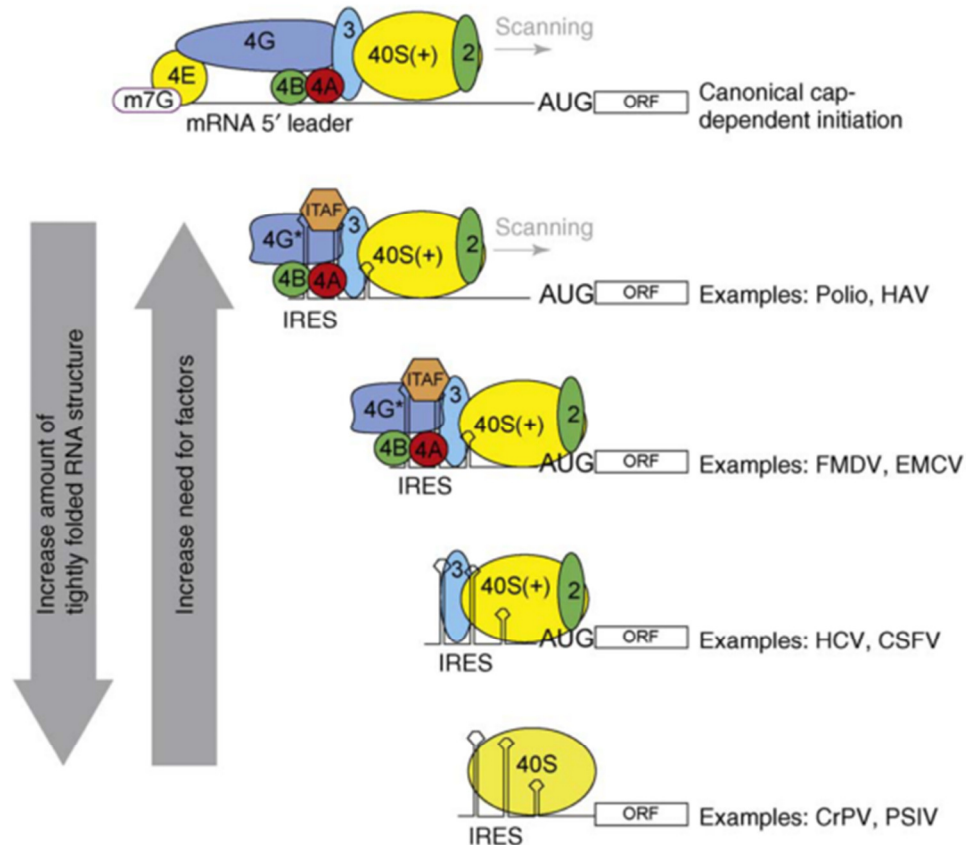 4G
3
40S(+)
2
Scanning
4E
4B
4A
m7G
AUG
ORF
Canonical cap-
dependent initiation
mRNA 5′ leader
ITAF
4G*
3
40S(+)
2
Scanning
4B
4A
AUG
ORF
Examples: Polio, HAV
IRES
ITAF
4G*
3
40S(+)
2
4B
4A
AUG
ORF
Examples: FMDV, EMCV
IRES
3
40S(+)
2
AUG
ORF
Examples: HCV, CSFV
IRES
40S
ORF
Examples: CrPV, PSIV
IRES
Increase amount of
tightly folded RNA structure
Increase need for factors